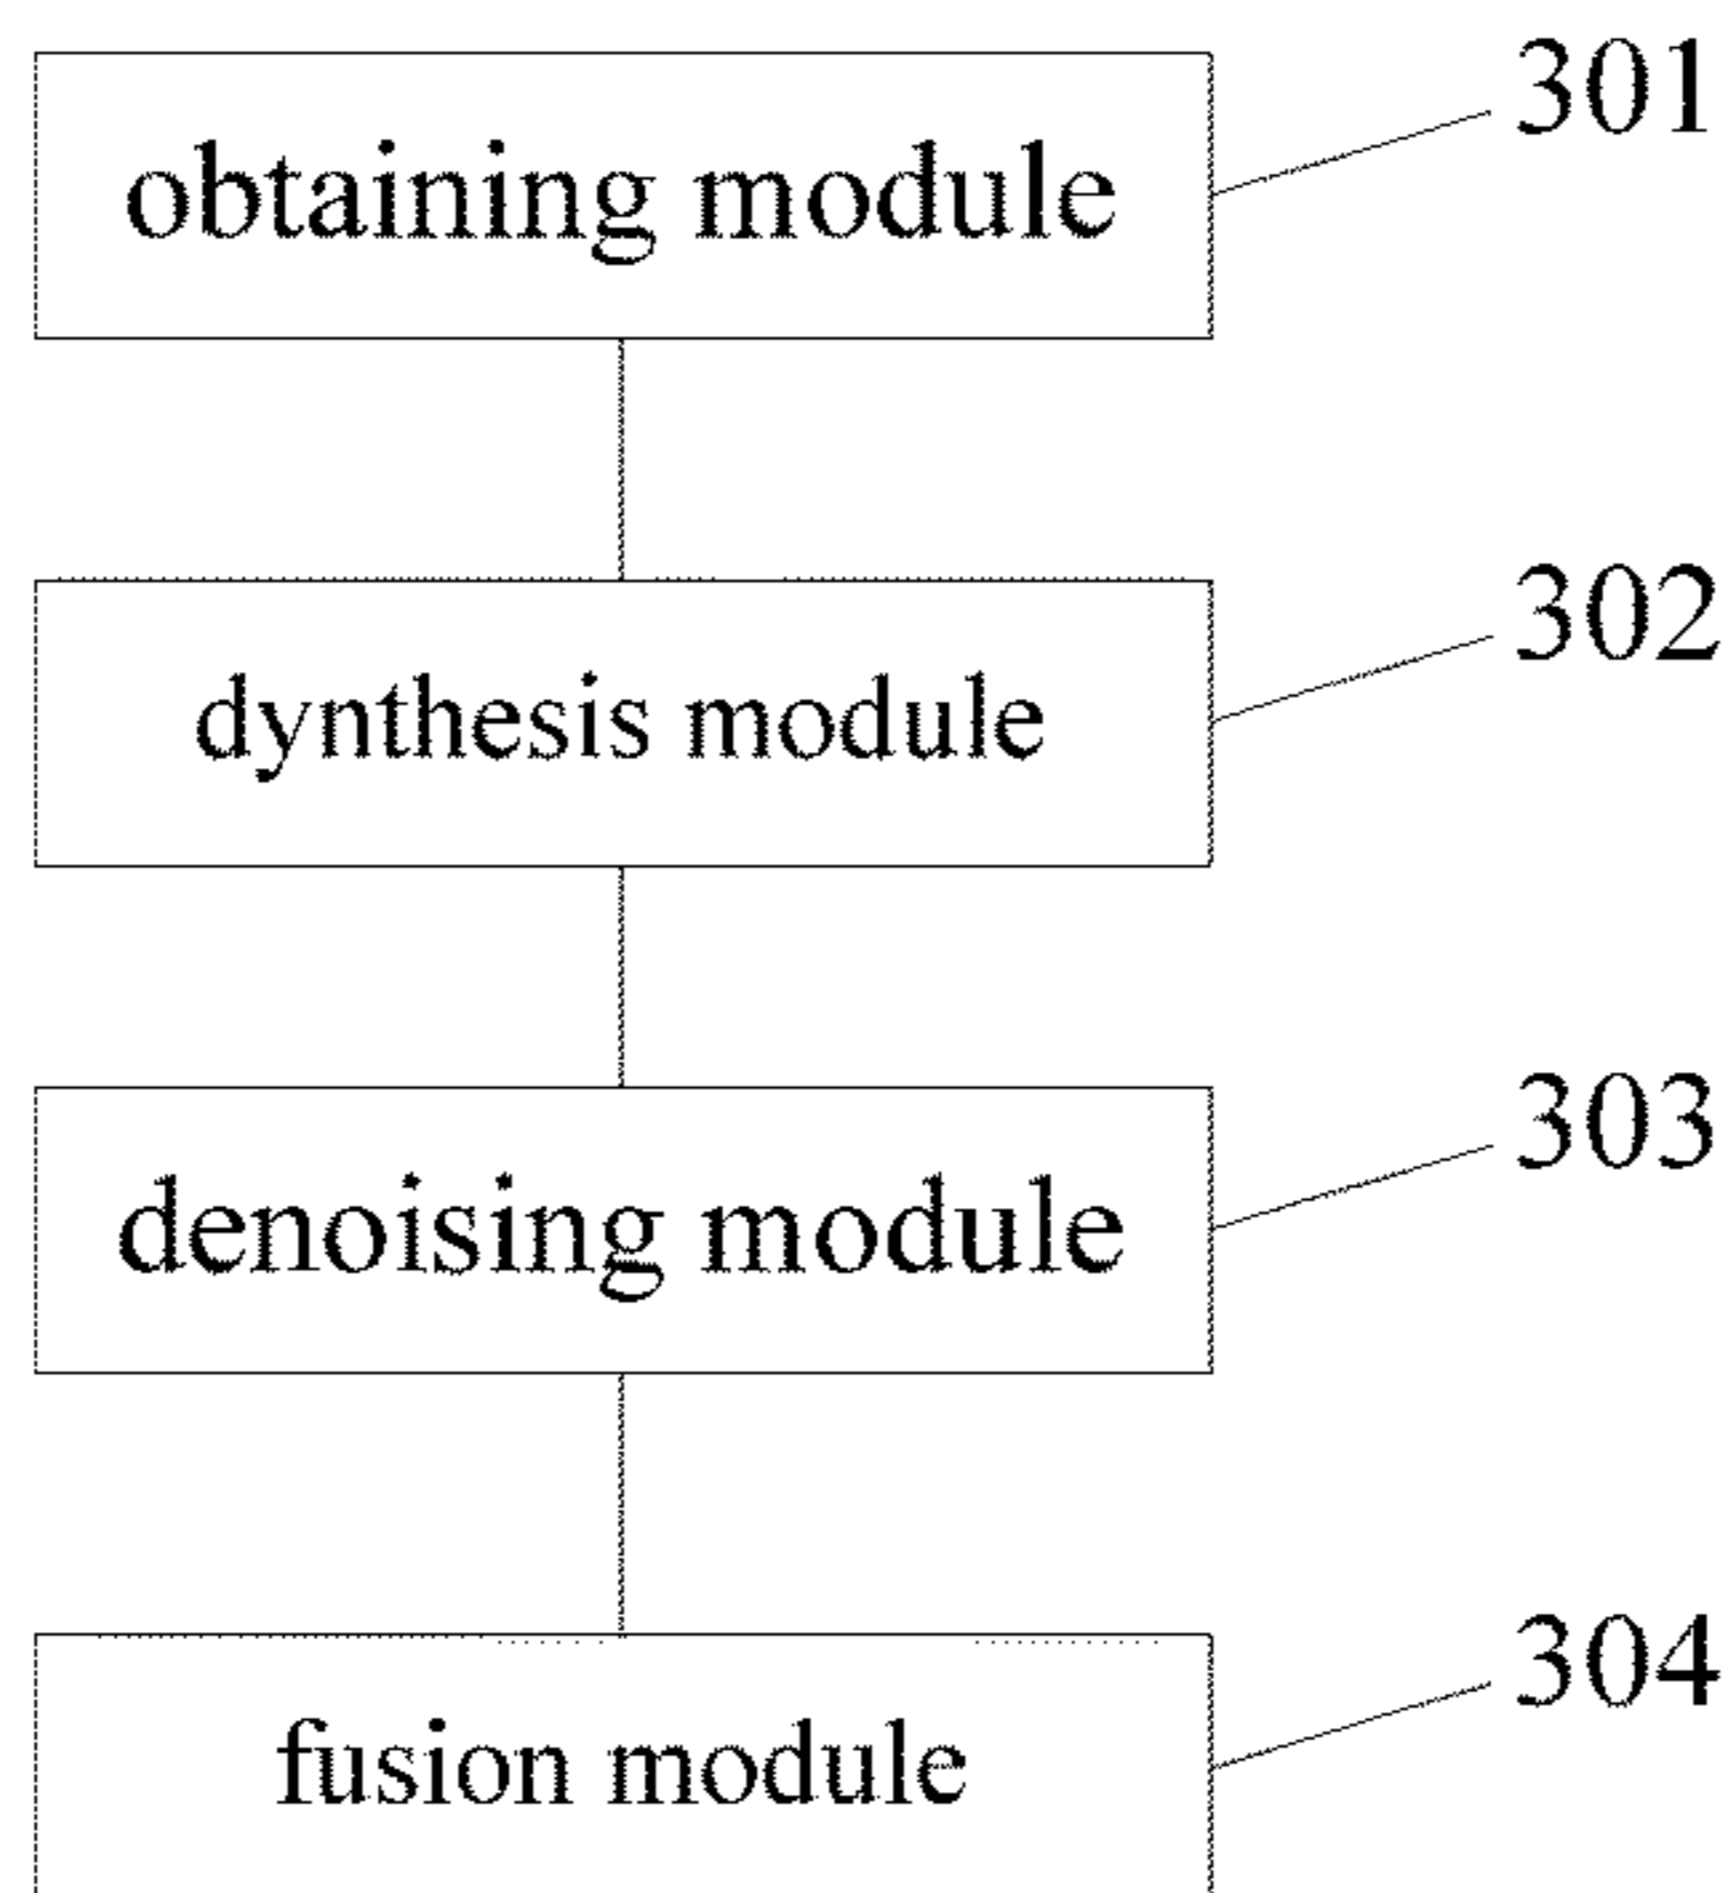 301
obtaining module
302
dynthesis module
303
denoising module
304
fusion module